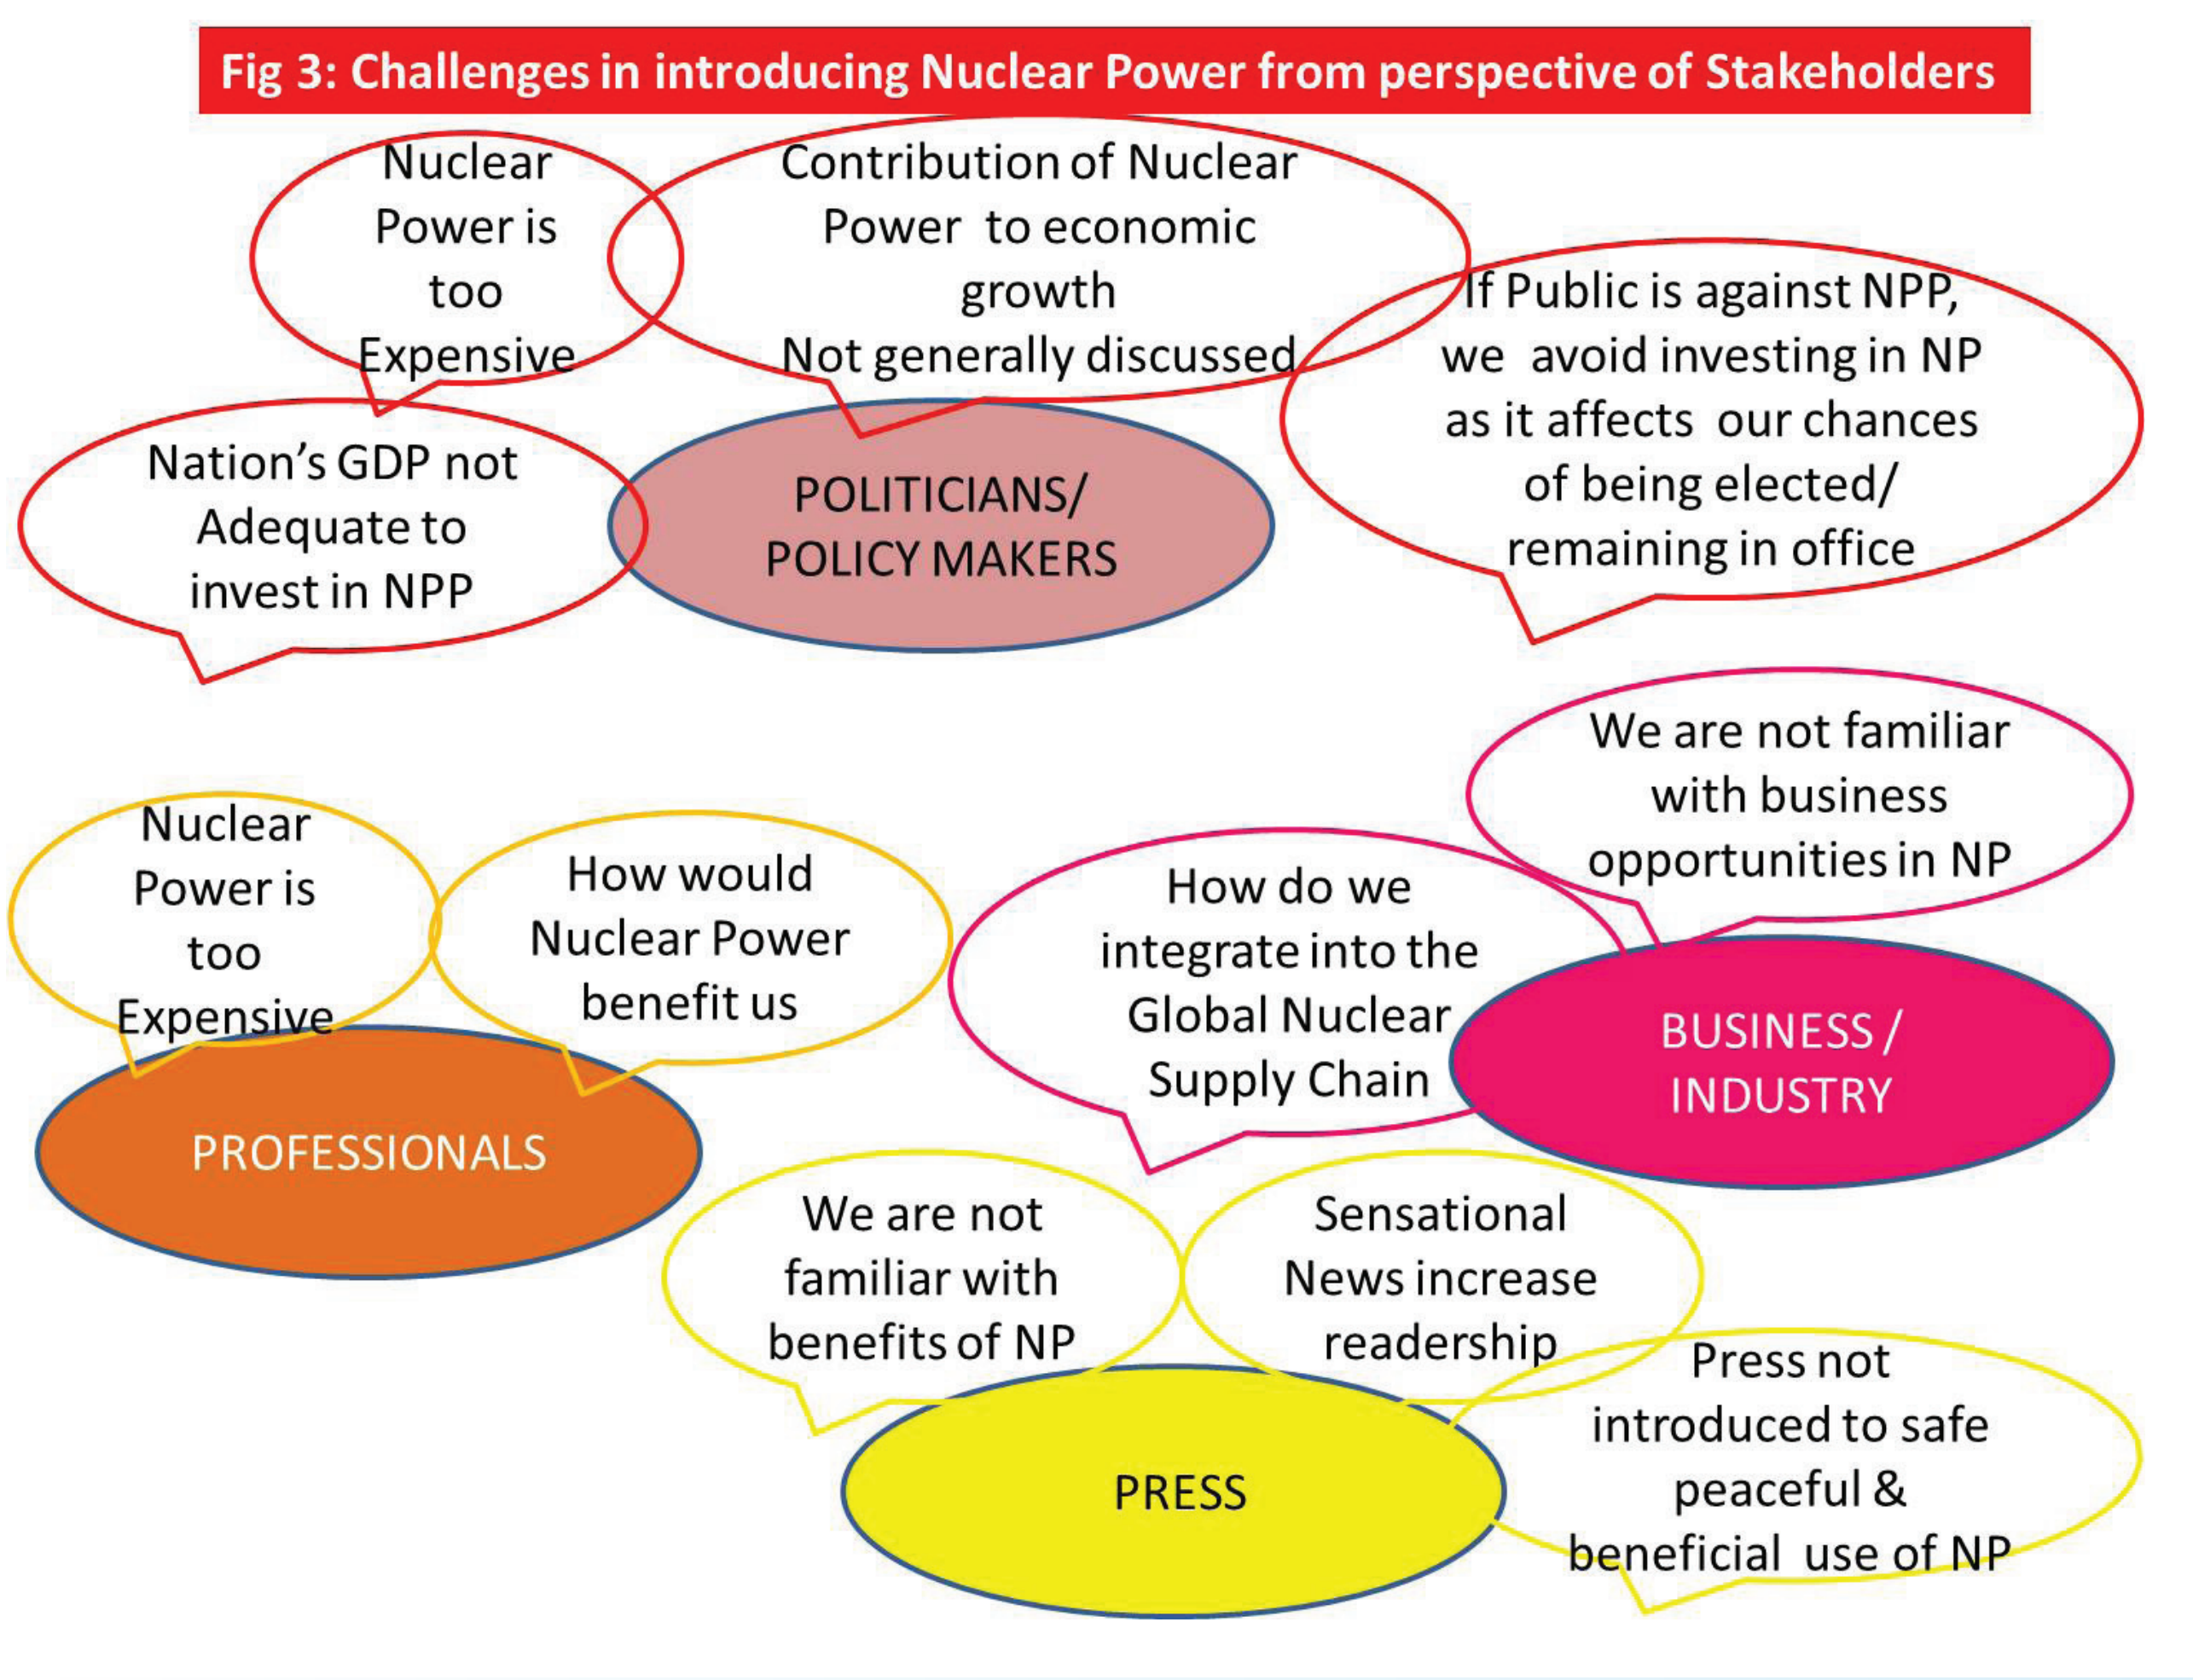 Fig 3: Challenges in introducing Nuclear Power from perspective of Stakeholders
Nuclear
Power is
too
Expensive
Contribution of Nuclear
Power to economic
growth
Not generally discussed
If Public is against NPP,
we avoid investing in NP
as it affects our chances
of being elected/
remaining in office
Nation's GDP not
Adequate to
invest in NPP
POLITICIANS/
POLICY MAKERS
We are not familiar
with business
opportunities in NP
Nuclear
Power is
too
Expensive
How would
Nuclear Power
benefit us
How do we
integrate into the
Global Nuclear
Supply Chain
BUSINESS /
INDUSTRY
PROFESSIONALS
We are not
familiar with
benefits of NP
Sensational
News increase
readership
Press not
introduced to safe
peaceful &
beneficial use of NP
PRESS